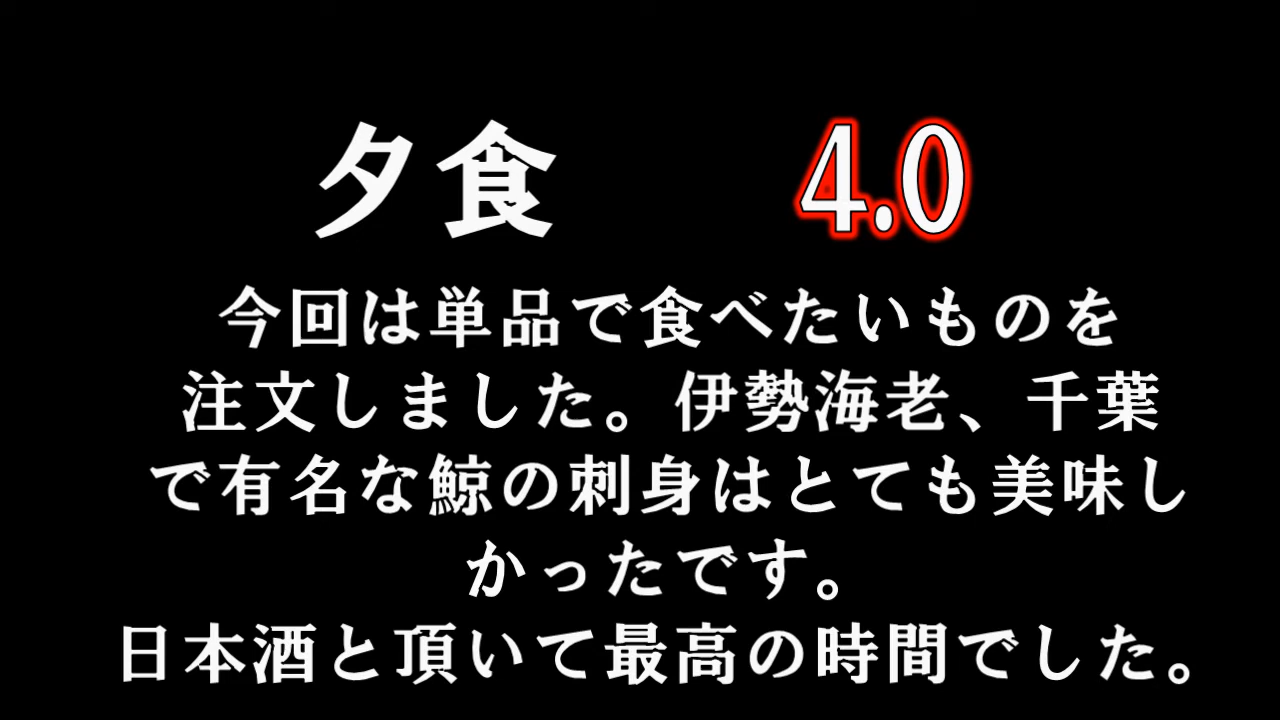 夕食 4.0
今回は単品で食べたいものを
注文しました。伊勢海老、千葉
で有名な鯨の刺身はとても美味し
かったです。
日本酒と頂いて最高の時間でした。